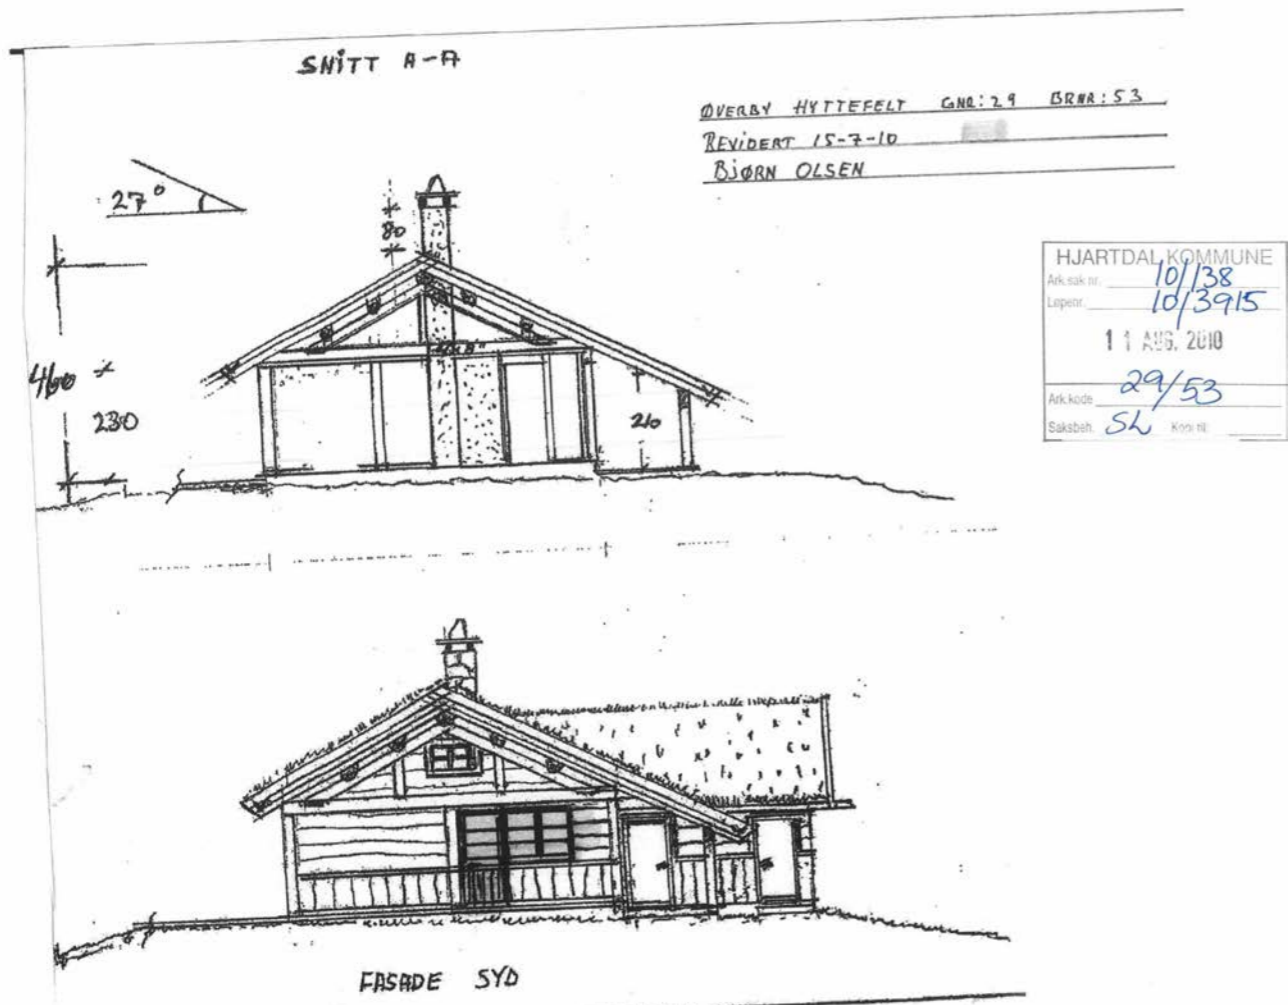 SNITT A-A
ØVERBY HYTTEFELT GNR: 29 BRNR: 53
REVIDERT 15-7-10
BJØRN OLSEN
27°
80
HJARTDAL KOMMUNE
Ark.sak nr. 10/138
Løpenr. 10/3915
11 AUG. 2010
Ark.kode 29/53
Saksbeh. SL Kopi til:
460
230
210
FASADE SYD